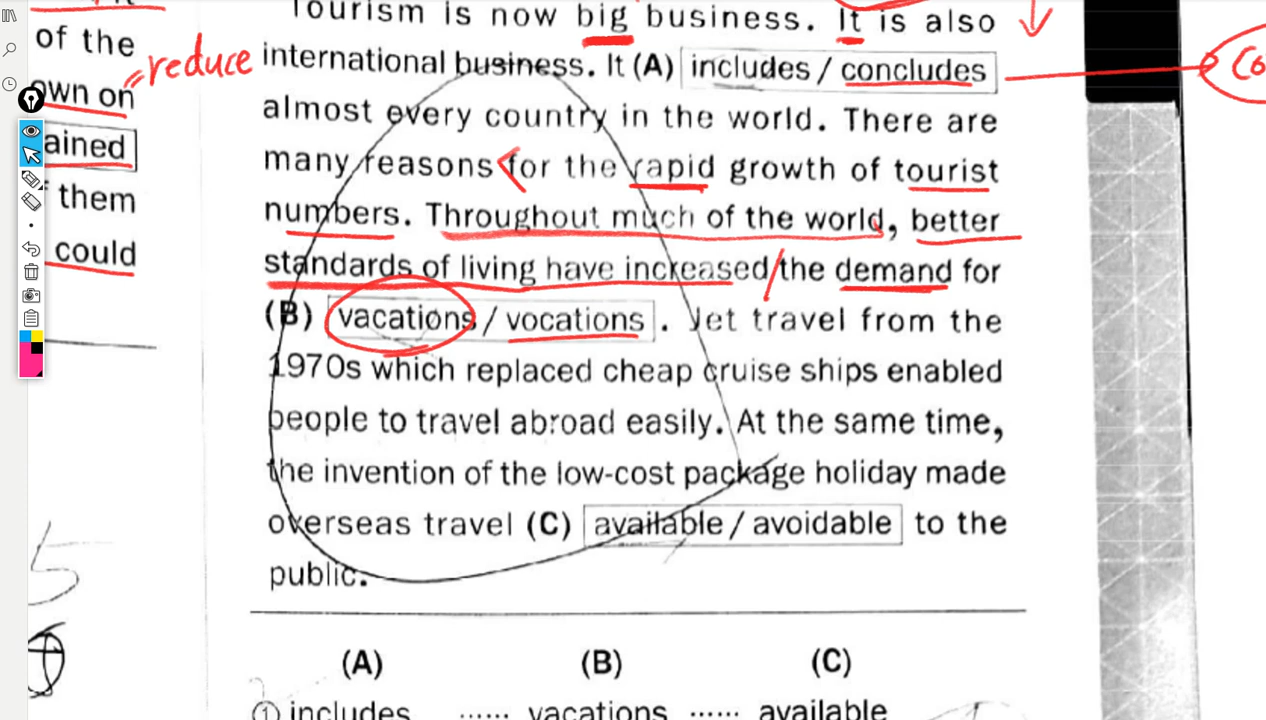 Tourism is now big business. It is also
international business. It (A) includes / concludes
almost every country in the world. There are
many reasons for the rapid growth of tourist
numbers. Throughout much of the world, better
standards of living have increased the demand for
(B) vacations / vocations . Jet travel from the
1970s which replaced cheap cruise ships enabled
people to travel abroad easily. At the same time,
the invention of the low-cost package holiday made
overseas travel (C) available / avoidable to the
public.
(A) (B) (C)
① includes ...... vacations ...... available
of the
reduce
own on
ained
them
could
5